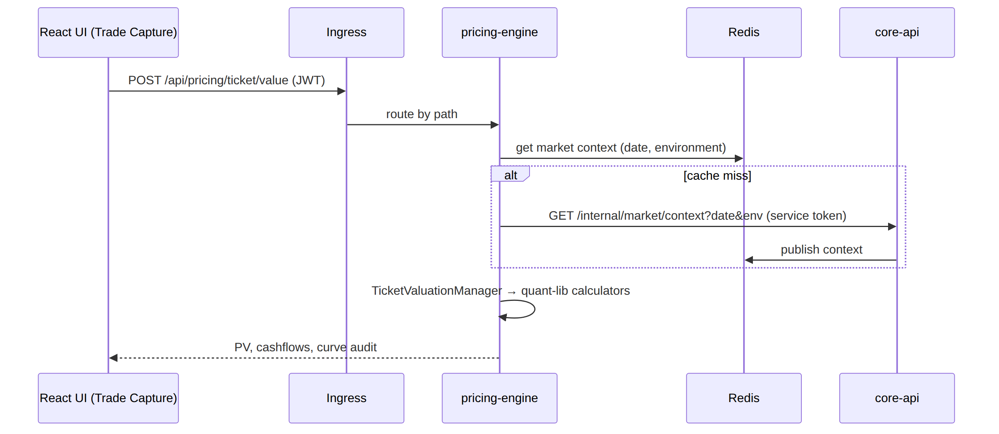 React UI (Trade Capture)
Ingress
pricing-engine
Redis
core-api
POST /api/pricing/ticket/value (JWT)
route by path
get market context (date, environment)
alt
[cache miss]
GET /internal/market/context?date&env (service token)
publish context
TicketValuationManager → quant-lib calculators
PV, cashflows, curve audit
React UI (Trade Capture)
Ingress
pricing-engine
Redis
core-api